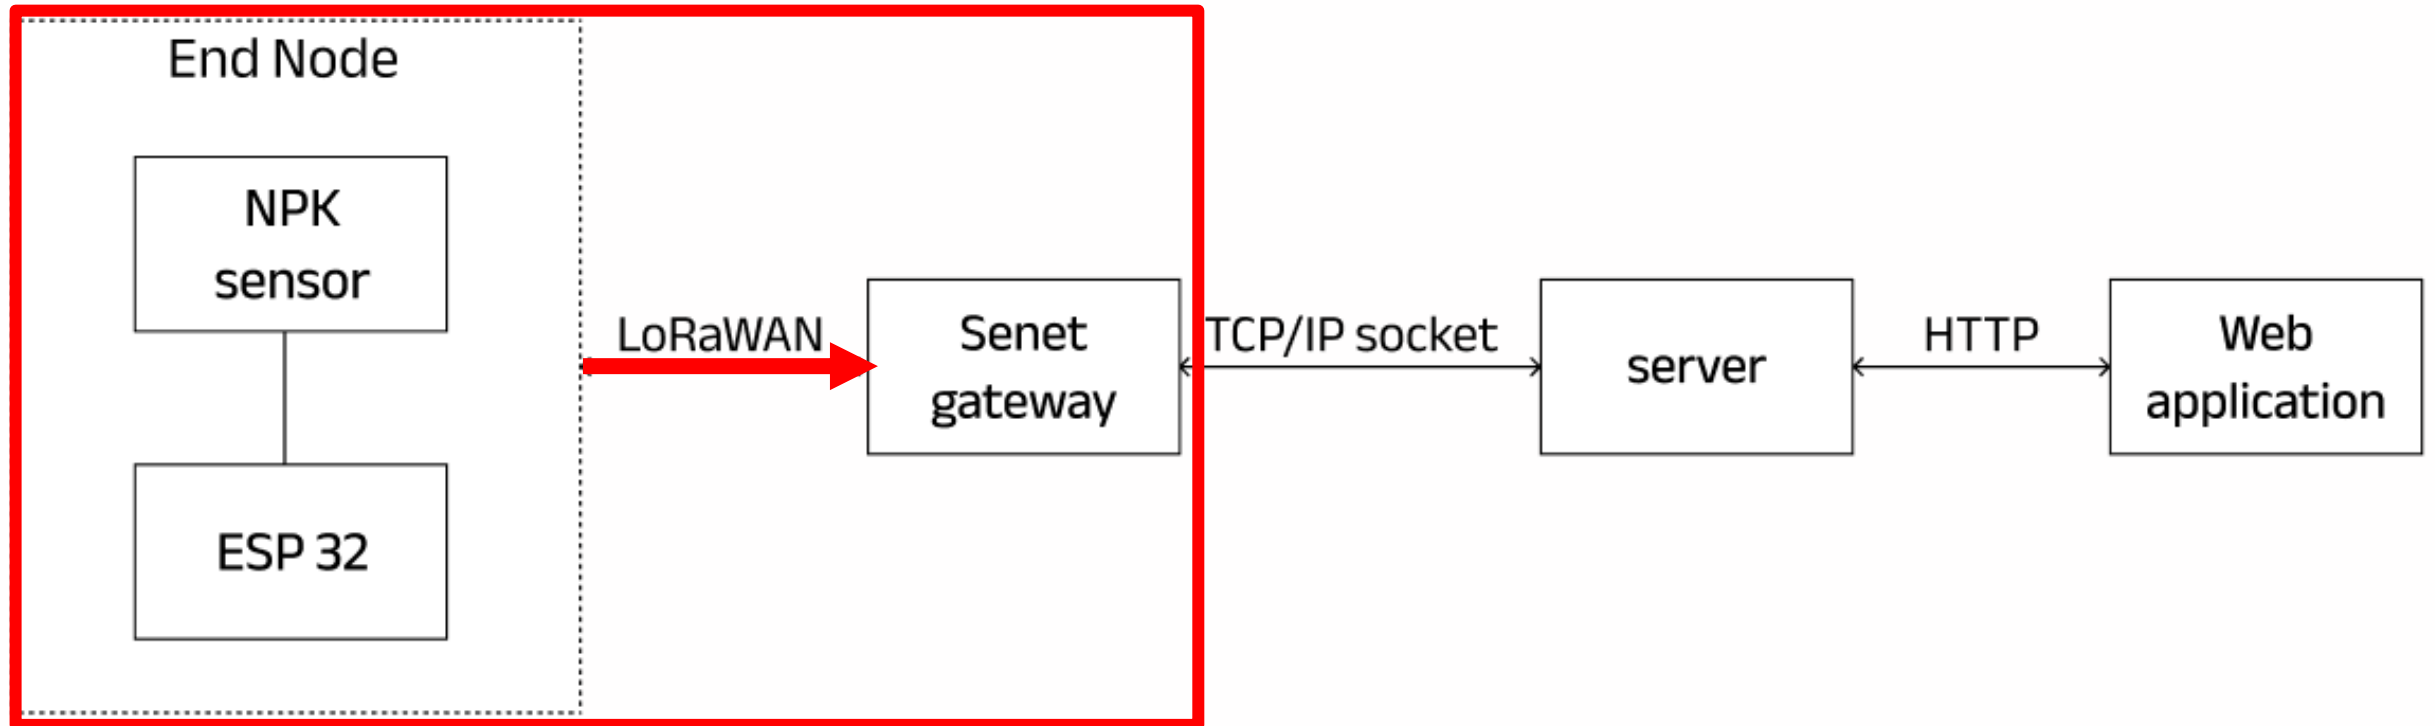 End Node
NPK
sensor
ESP 32
LoRaWAN
Senet
gateway
TCP/IP socket
server
HTTP
Web
application